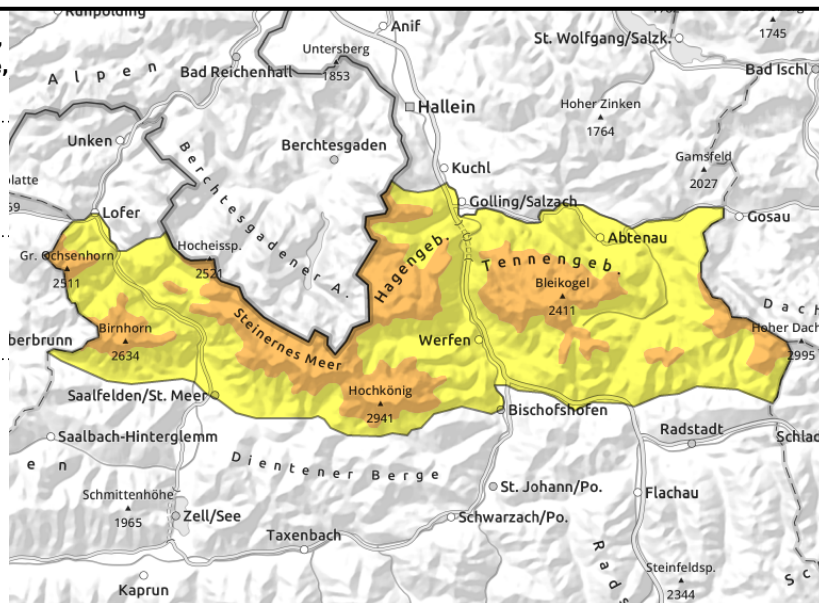 Ruhpolding
Anif
1745
Untersberg
1853
St. Wolfgang/Salzk.
Bad Ischl
Alpen
Bad Reichenhall
Hallein
Hoher Zinken
1764
Unken
Berchtesgaden
Gamsfeld
2027
Kuchl
Berchtesgadener A.
Lofer
Golling/Salzach
Gosau
Abtenau
Hocheissp.
2521
Gr. Ochsenhorn
2511
Hagengeb.
Tennengeb.
Bleikogel
2411
Steinernes Meer
Birnhorn
2634
Werfen
Hoher Dach
2995
Hochkönig
2941
Saalfelden/St. Meer
Bischofshofen
Saalbach-Hinterglemm
Radstadt
Schlad
Dientener Berge
Schmittenhöhe
1965
Zell/See
St. Johann/Po.
Flachau
Schwarzach/Po.
Taxenbach
Kaprun
Steinfeldsp.
2344